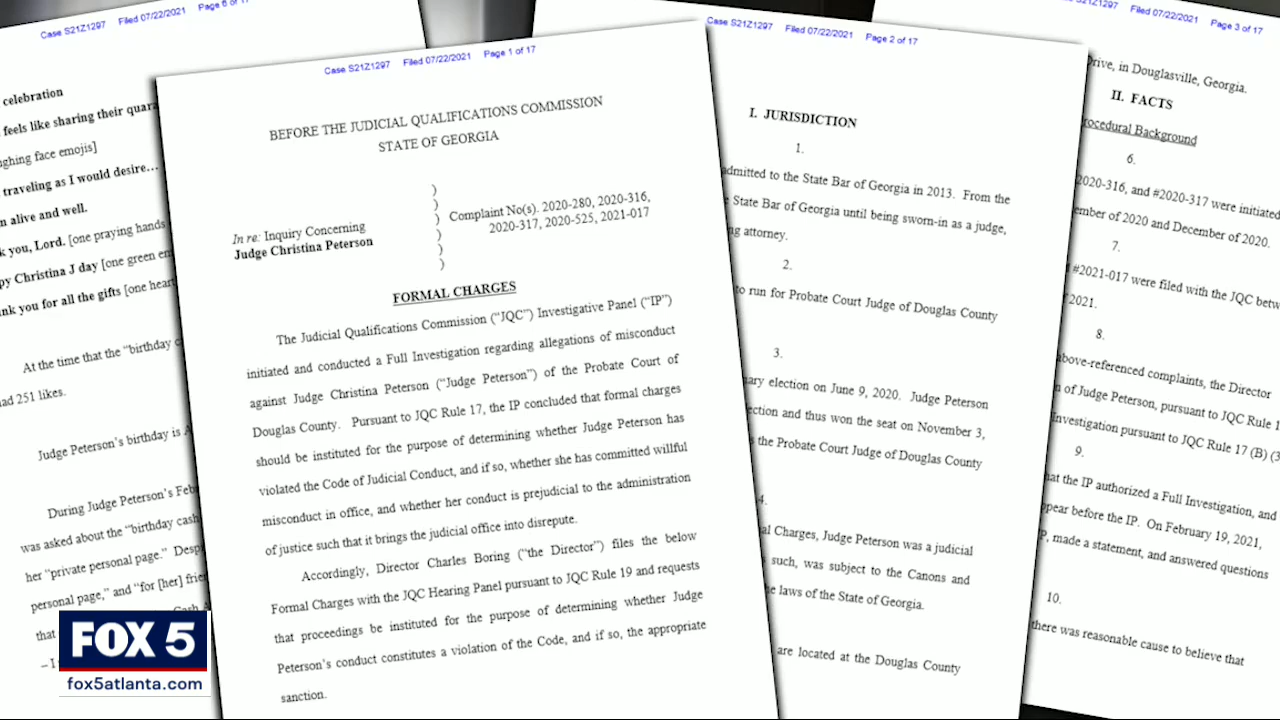 Case S21Z1297 Filed 07/22/2021 Page 6 of 17
celebration
feels like sharing their
ghing face emojis]
traveling as I would desire...
n alive and well.
k you, Lord. [one praying hands
py Christina J day [one green
nk you for all the gifts [one
At the time that the "birthday c
ad 251 likes.
Judge Peterson's birthday is A
During Judge Peterson's Feb
was asked about the "birthday cash
her "private personal page." Desp
personal page," and "for [her]
that
Case S21Z1297 Filed 07/22/2021 Page 1 of 17
BEFORE THE JUDICIAL QUALIFICATIONS COMMISSION
STATE OF GEORGIA
)
)
)
)
)
)
In re: Inquiry Concerning
Judge Christina Peterson
Complaint No(s). 2020-280, 2020-316,
2020-317, 2020-525, 2021-017
FORMAL CHARGES
The Judicial Qualifications Commission ("JQC") Investigative Panel ("IP")
initiated and conducted a Full Investigation regarding allegations of misconduct
against Judge Christina Peterson ("Judge Peterson") of the Probate Court of
Douglas County. Pursuant to JQC Rule 17, the IP concluded that formal charges
should be instituted for the purpose of determining whether Judge Peterson has
violated the Code of Judicial Conduct, and if so, whether she has committed willful
misconduct in office, and whether her conduct is prejudicial to the administration
of justice such that it brings the judicial office into disrepute.
Accordingly, Director Charles Boring ("the Director") files the below
Formal Charges with the JQC Hearing Panel pursuant to JQC Rule 19 and requests
that proceedings be instituted for the purpose of determining whether Judge
Peterson's conduct constitutes a violation of the Code, and if so, the appropriate
sanction.
Case S21Z1297 Filed 07/22/2021 Page 2 of 17
I. JURISDICTION
1.
admitted to the State Bar of Georgia in 2013. From the
State Bar of Georgia until being sworn-in as a judge,
ng attorney.
2.
to run for Probate Court Judge of Douglas County
3.
ary election on June 9, 2020. Judge Peterson
ection and thus won the seat on November 3,
the Probate Court Judge of Douglas County
4.
al Charges, Judge Peterson was a judicial
such, was subject to the Canons and
laws of the State of Georgia.
are located at the Douglas County
S21Z1297 Filed 07/22/2021 Page 3 of 17
Drive, in Douglasville, Georgia.
II. FACTS
rocedural Background
6.
2020-316, and #2020-317 were initiated
ember of 2020 and December of 2020.
7.
#2021-017 were filed with the JQC betw
2021.
8.
above-referenced complaints, the Director
n of Judge Peterson, pursuant to JQC Rule 1
Investigation pursuant to JQC Rule 17 (B) (3
9.
hat the IP authorized a Full Investigation, and
ppear before the IP. On February 19, 2021,
P, made a statement, and answered questions
10.
there was reasonable cause to believe that
FOX 5
fox5atlanta.com